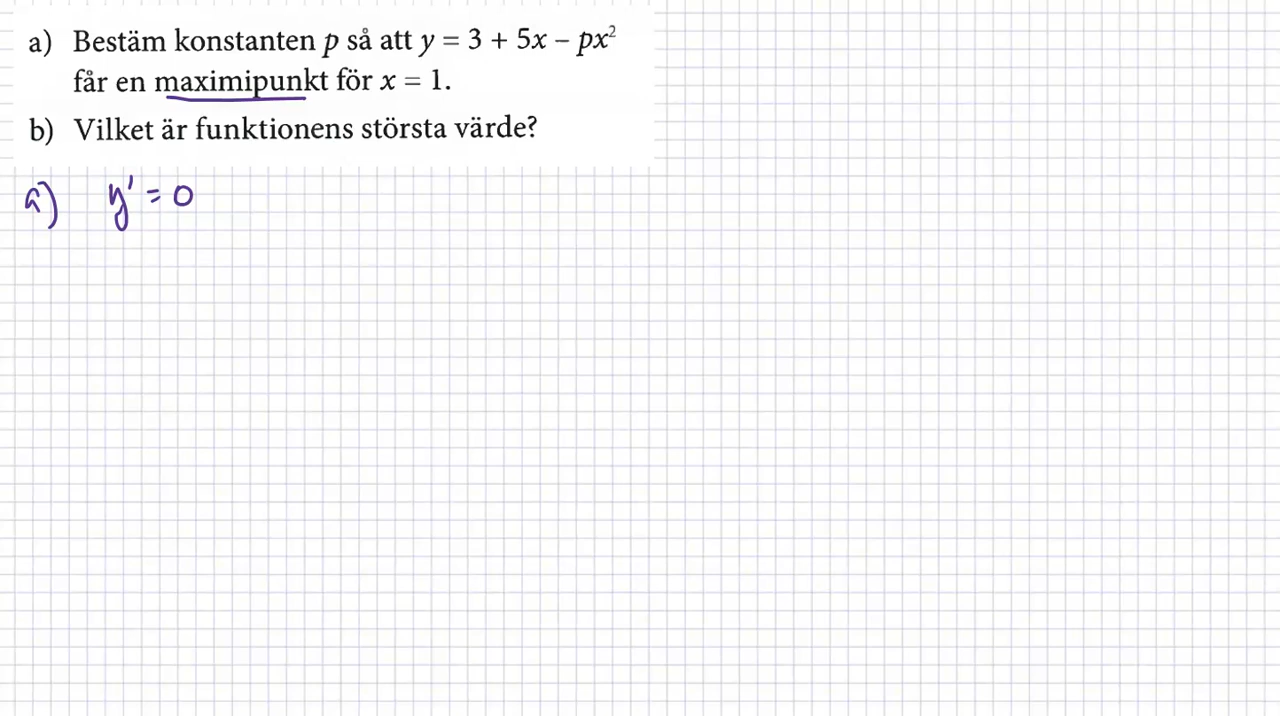 a) Bestäm konstanten p så att y = 3 + 5x – px²
får en maximipunkt för x = 1.
b) Vilket är funktionens största värde?
a) y' = 0